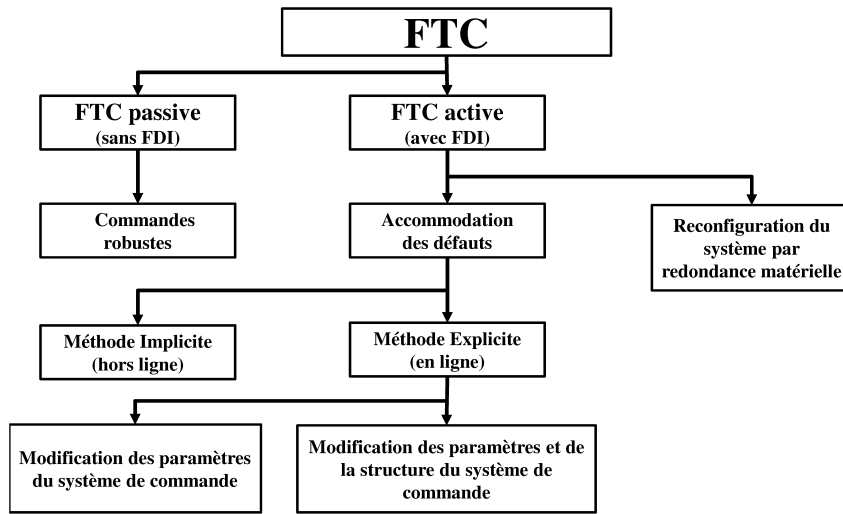 FTC
FTC passive
(sans FDI)
FTC active
(avec FDI)
Commandes
robustes
Accommodation
des défauts
Reconfiguration du
système par
redondance matérielle
Méthode Implicite
(hors ligne)
Méthode Explicite
(en ligne)
Modification des paramètres
du système de commande
Modification des paramètres et de
la structure du système de
commande